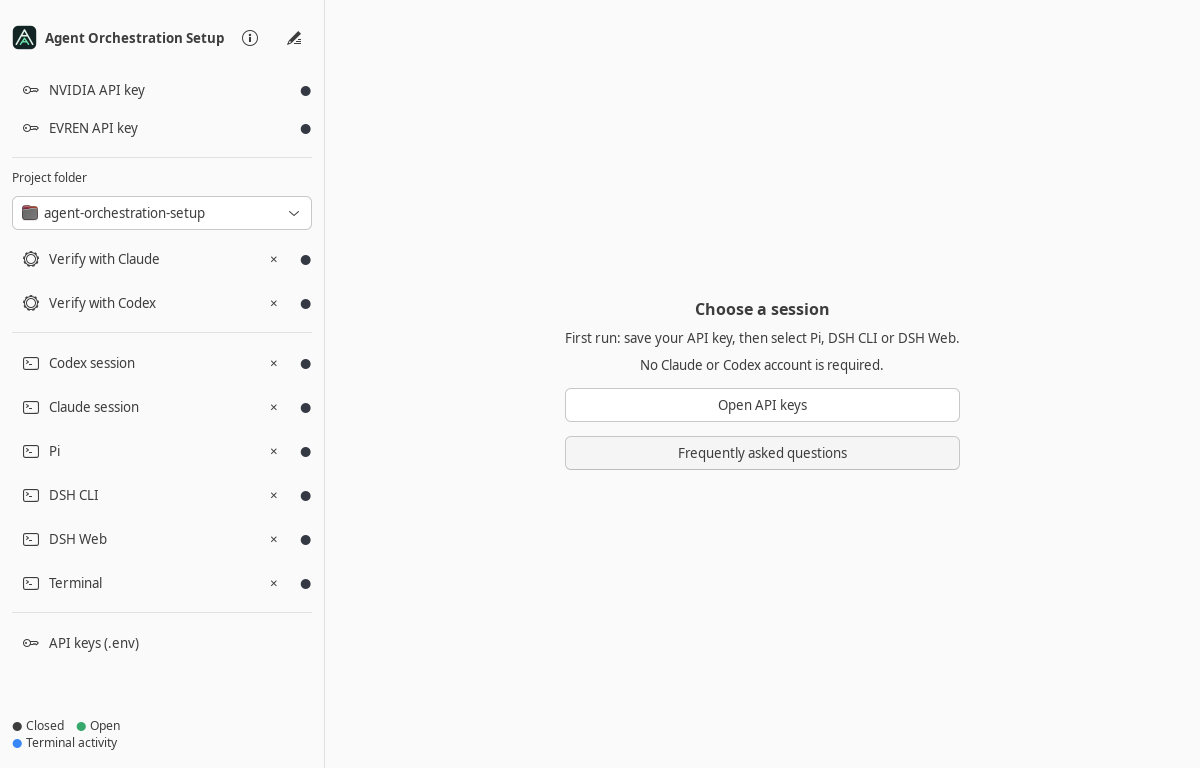 Agent Orchestration Setup
NVIDIA API key
EVREN API key
Project folder
agent-orchestration-setup
Verify with Claude ×
Verify with Codex ×
Codex session ×
Claude session ×
Pi ×
DSH CLI ×
DSH Web ×
Terminal ×
API keys (.env)
Closed Open
Terminal activity
Choose a session
First run: save your API key, then select Pi, DSH CLI or DSH Web.
No Claude or Codex account is required.
Open API keys
Frequently asked questions